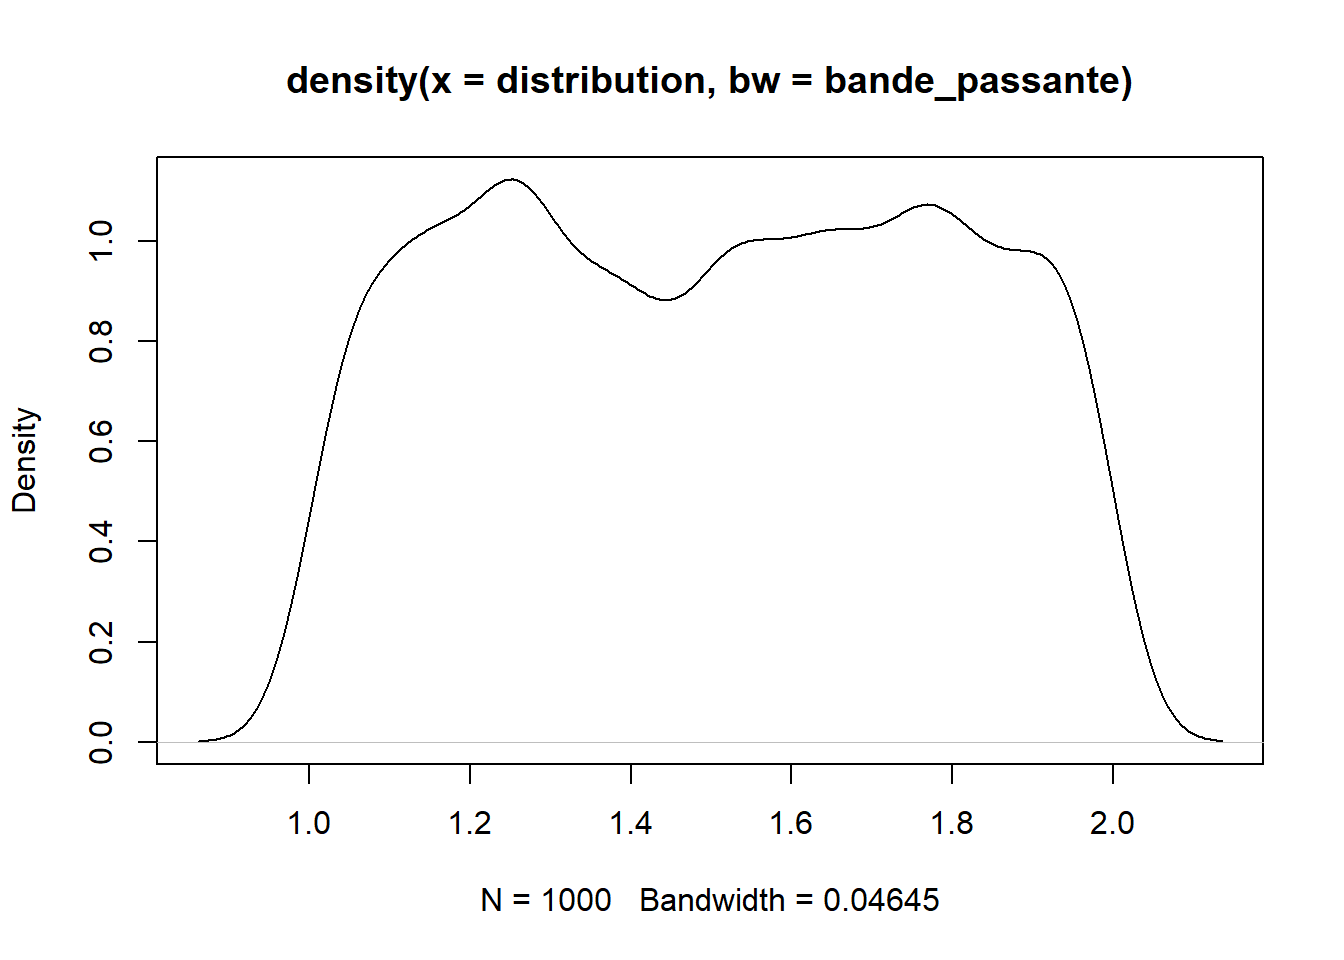 density(x = distribution, bw = bande_passante)
Density
1.0
0.8
0.6
0.4
0.2
0.0
1.0 1.2 1.4 1.6 1.8 2.0
N = 1000 Bandwidth = 0.04645